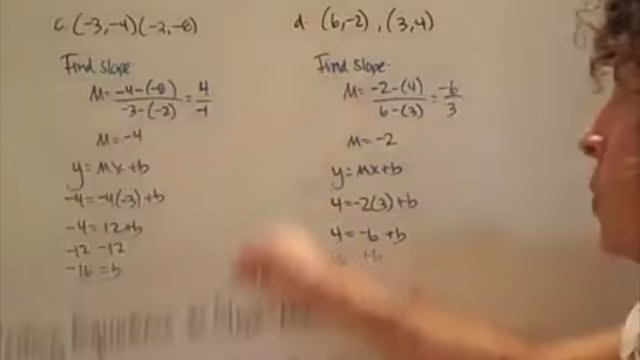 c. (-3,-4)(-2,-8)
Find slope
M = -4-(-8) / -3-(-2) = 4/-1
M = -4
y = mx + b
-4 = -4(-3) + b
-4 = 12 + b
-12 -12
-16 = b
d. (6,-2), (3,4)
Find slope.
M = -2-(4) / 6-(3) = -6/3
M = -2
y = mx + b
4 = -2(3) + b
4 = -6 + b